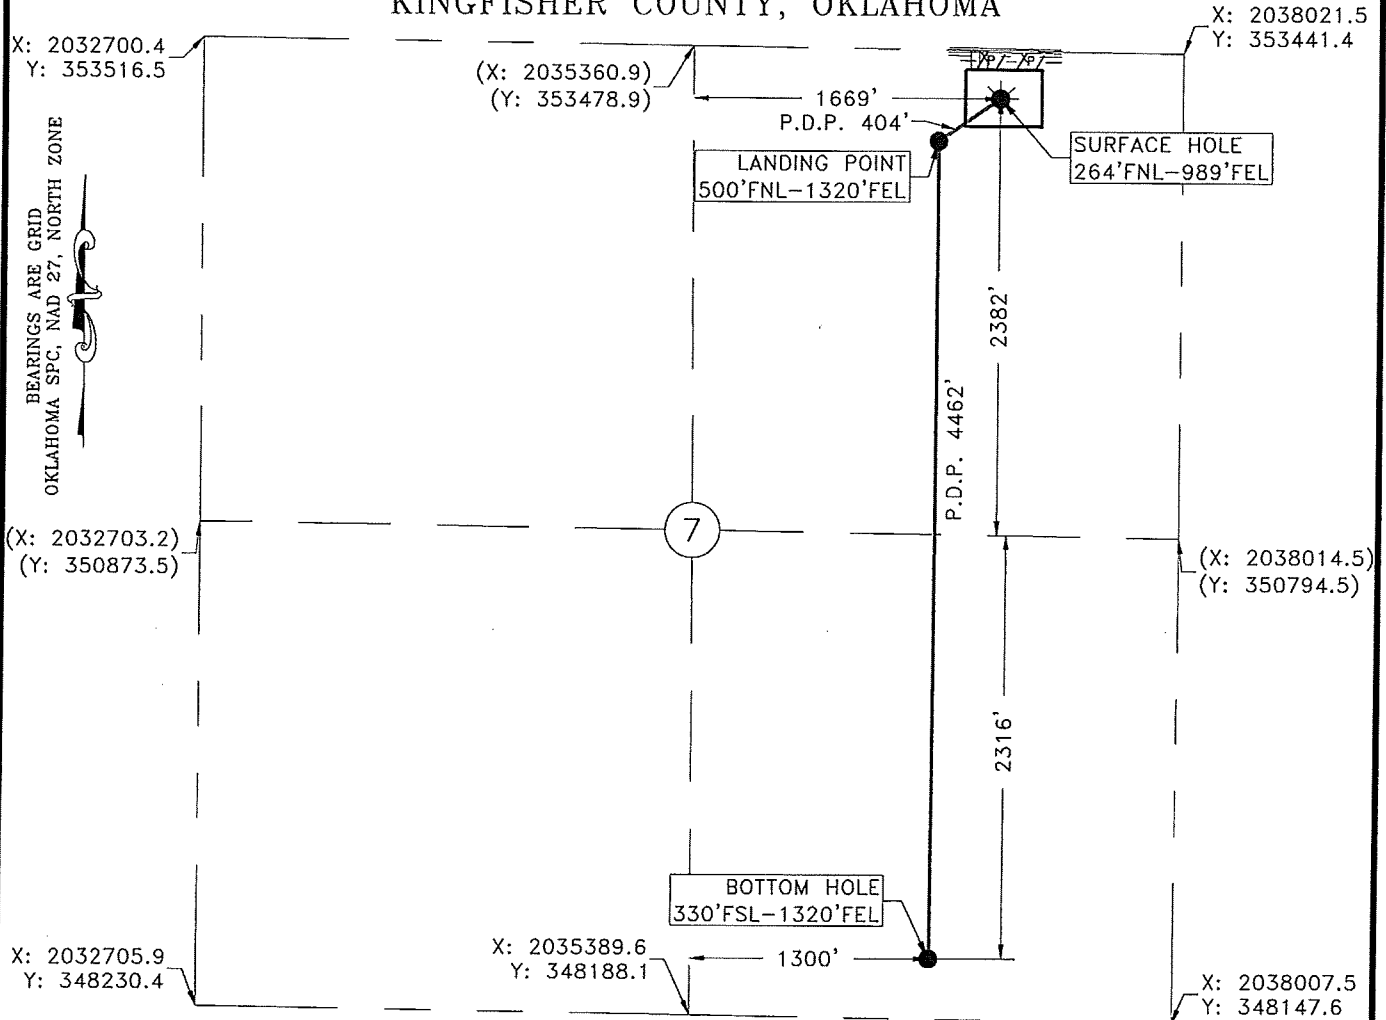 KINGFISHER COUNTY, OKLAHOMA
X: 2032700.4
Y: 353516.5
(X: 2035360.9)
(Y: 353478.9)
X: 2038021.5
Y: 353441.4
1669'
P.D.P. 404'
LANDING POINT
500'FNL-1320'FEL
SURFACE HOLE
264'FNL-989'FEL
BEARINGS ARE GRID
OKLAHOMA SPC, NAD 27, NORTH ZONE
2382'
P.D.P. 4462'
(X: 2032703.2)
(Y: 350873.5)
7
(X: 2038014.5)
(Y: 350794.5)
2316'
BOTTOM HOLE
330'FSL-1320'FEL
X: 2032705.9
Y: 348230.4
X: 2035389.6
Y: 348188.1
1300'
X: 2038007.5
Y: 348147.6